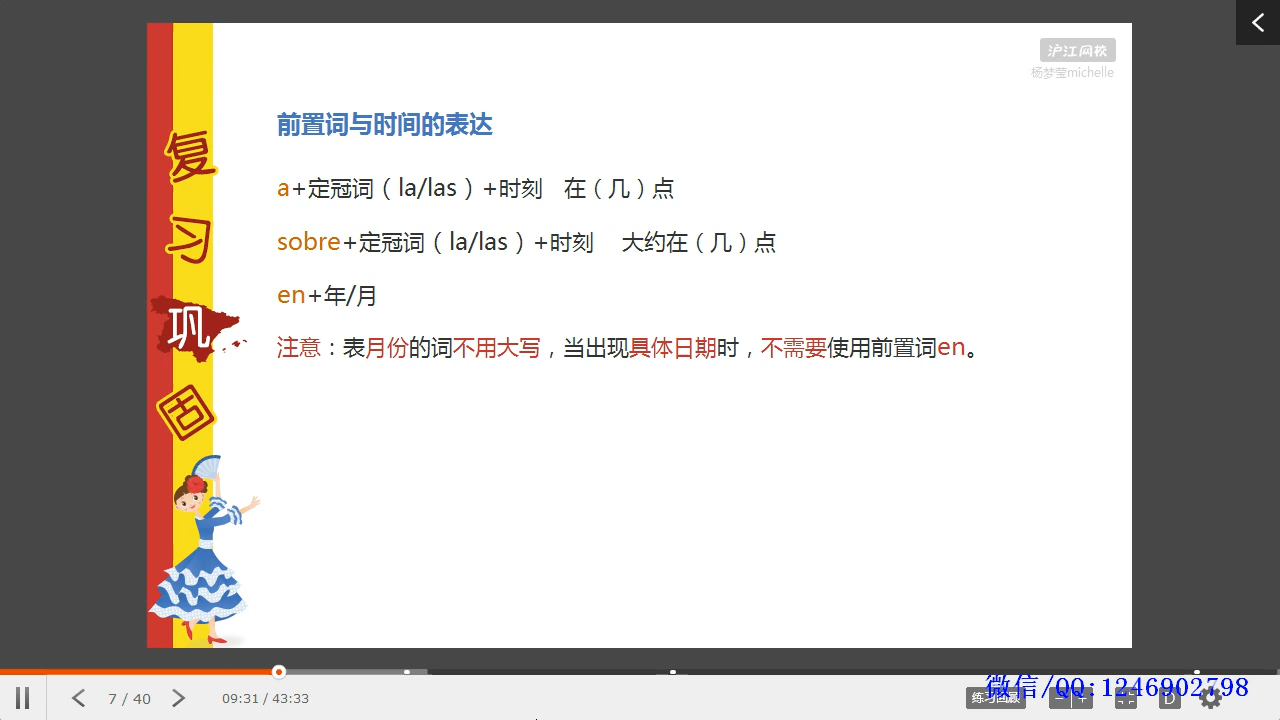 沪江网校
杨梦莹michelle
复
习
巩
固
前置词与时间的表达
a+定冠词（la/las）+时刻 在（几）点
sobre+定冠词（la/las）+时刻 大约在（几）点
en+年/月
注意：表月份的词不用大写，当出现具体日期时，不需要使用前置词en。
7 / 40
09:31 / 43:33
微信/QQ:1246902798